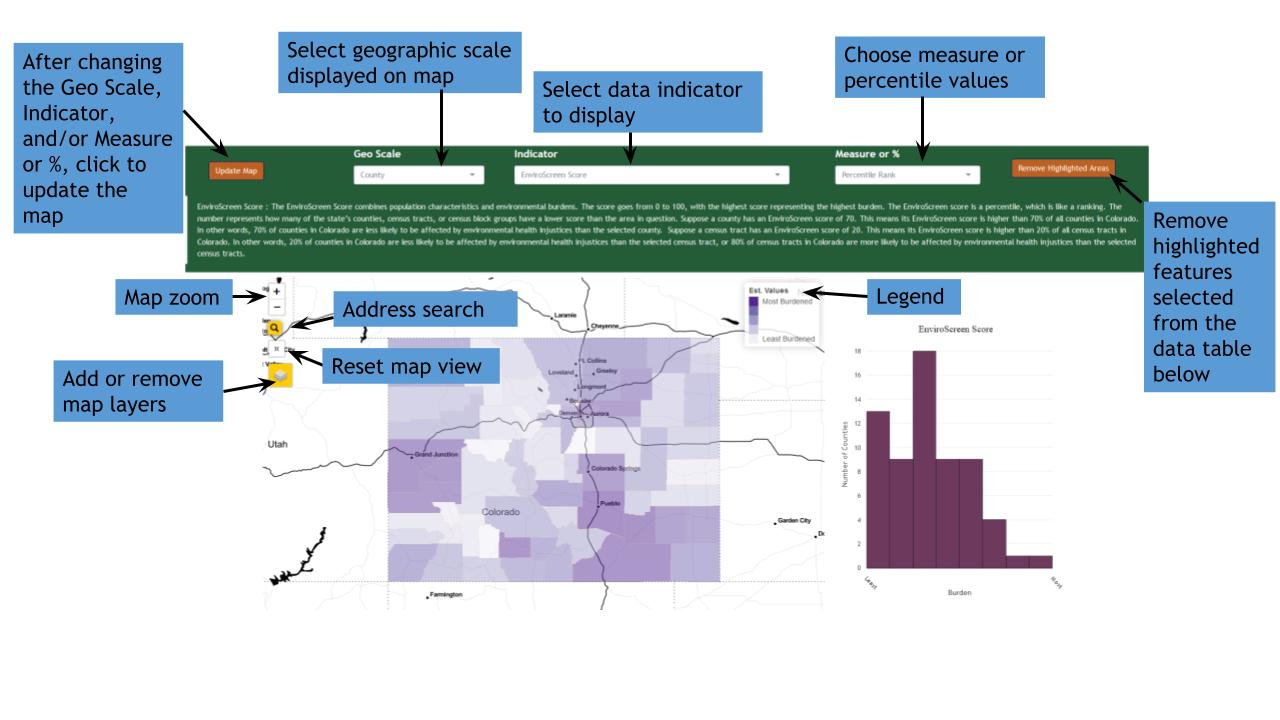 After changing
the Geo Scale,
Indicator,
and/or Measure
or %, click to
update the
map
Select geographic scale
displayed on map
Select data indicator
to display
Choose measure or
percentile values
Update Map
Geo Scale
County
Indicator
EnviroScreen Score
Measure or %
Percentile Rank
Remove Highlighted Areas
EnviroScreen Score : The EnviroScreen Score combines population characteristics and environmental burdens. The score goes from 0 to 100, with the highest score representing the highest burden. The EnviroScreen score is a percentile, which is like a ranking. The
number represents how many of the state's counties, census tracts, or census block groups have a lower score than the area in question. Suppose a county has an EnviroScreen score of 70. This means its EnviroScreen score is higher than 70% of all counties in Colorado.
In other words, 70% of counties in Colorado are less likely to be affected by environmental health injustices than the selected county. Suppose a census tract has an EnviroScreen score of 20. This means its EnviroScreen score is higher than 20% of all census tracts in
Colorado. In other words, 20% of counties in Colorado are less likely to be affected by environmental health injustices than the selected census tract, or 80% of census tracts in Colorado are more likely to be affected by environmental health injustices than the selected
census tracts.
Remove
highlighted
features
selected
from the
data table
below
Map zoom
+
−
Address search
Reset map view
Add or remove
map layers
Legend
Est. Values
Most Burdened
Least Burdened
Laramie
Cheyenne
Ft. Collins
Loveland
Greeley
Longmont
Boulder
Denver
Aurora
Utah
Grand Junction
Colorado Springs
Colorado
Pueblo
Garden City
Farmington
EnviroScreen Score
Number of Counties
18
16
14
12
10
8
6
4
2
0
Least
Most
Burden